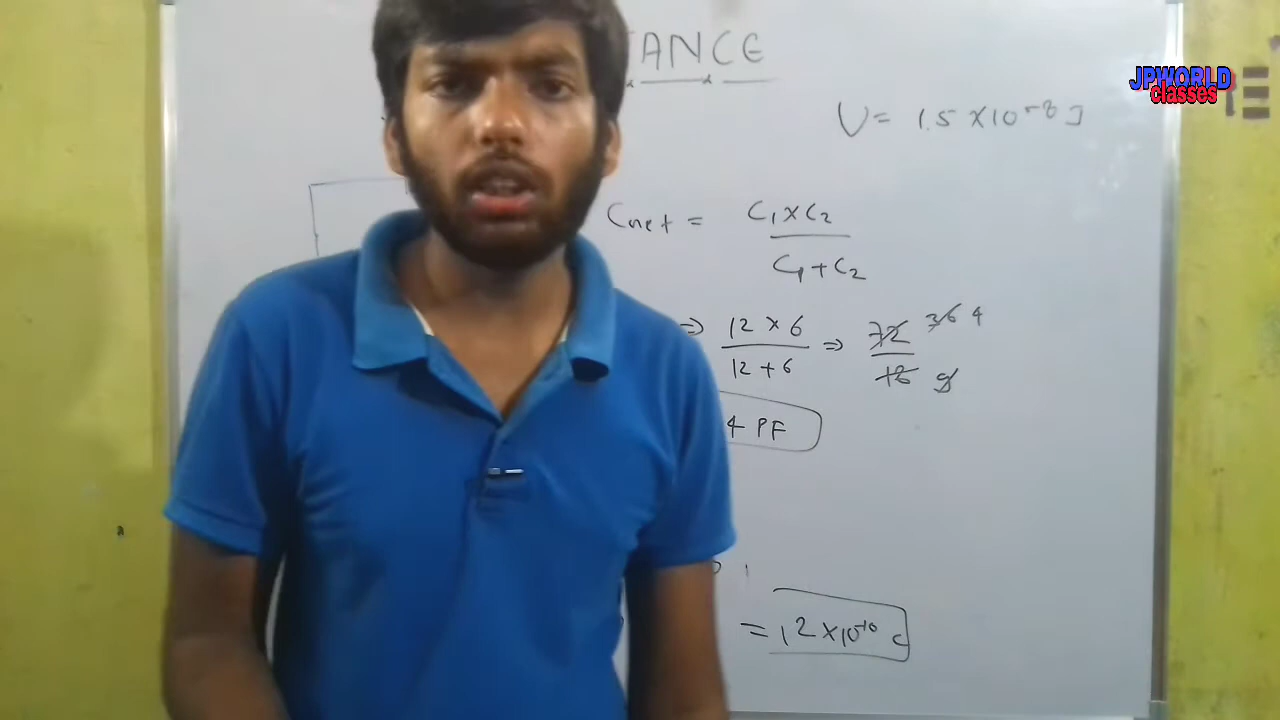 TANCE
JPWORLD
classes
U = 1.5 × 10⁻⁸ J
Cnet = C₁ × C₂
C₁ + C₂
⇒ 12 × 6 ⇒ 72 36 4
12 + 6 18 9
4 PF
= 12 × 10⁻¹⁰ C